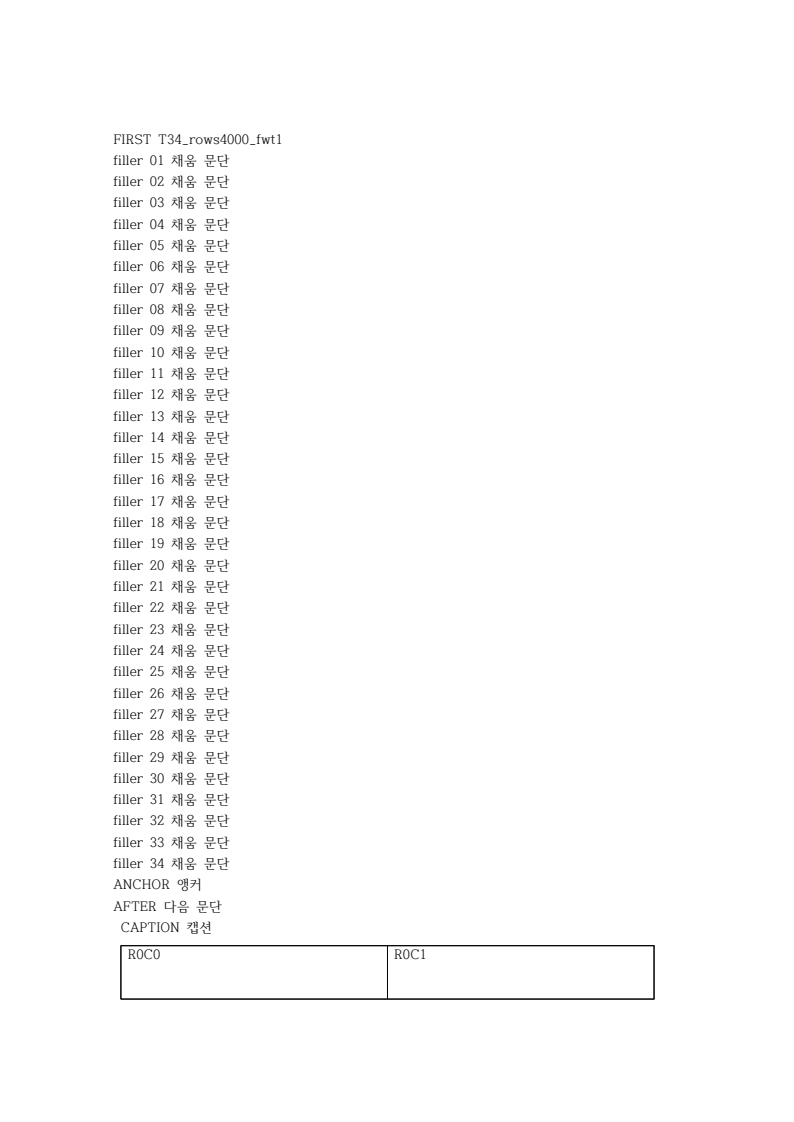 FIRST T34_rows4000_fwt1
filler 01 채움 문단
filler 02 채움 문단
filler 03 채움 문단
filler 04 채움 문단
filler 05 채움 문단
filler 06 채움 문단
filler 07 채움 문단
filler 08 채움 문단
filler 09 채움 문단
filler 10 채움 문단
filler 11 채움 문단
filler 12 채움 문단
filler 13 채움 문단
filler 14 채움 문단
filler 15 채움 문단
filler 16 채움 문단
filler 17 채움 문단
filler 18 채움 문단
filler 19 채움 문단
filler 20 채움 문단
filler 21 채움 문단
filler 22 채움 문단
filler 23 채움 문단
filler 24 채움 문단
filler 25 채움 문단
filler 26 채움 문단
filler 27 채움 문단
filler 28 채움 문단
filler 29 채움 문단
filler 30 채움 문단
filler 31 채움 문단
filler 32 채움 문단
filler 33 채움 문단
filler 34 채움 문단
ANCHOR 앵커
AFTER 다음 문단
CAPTION 캡션
R0C0 R0C1